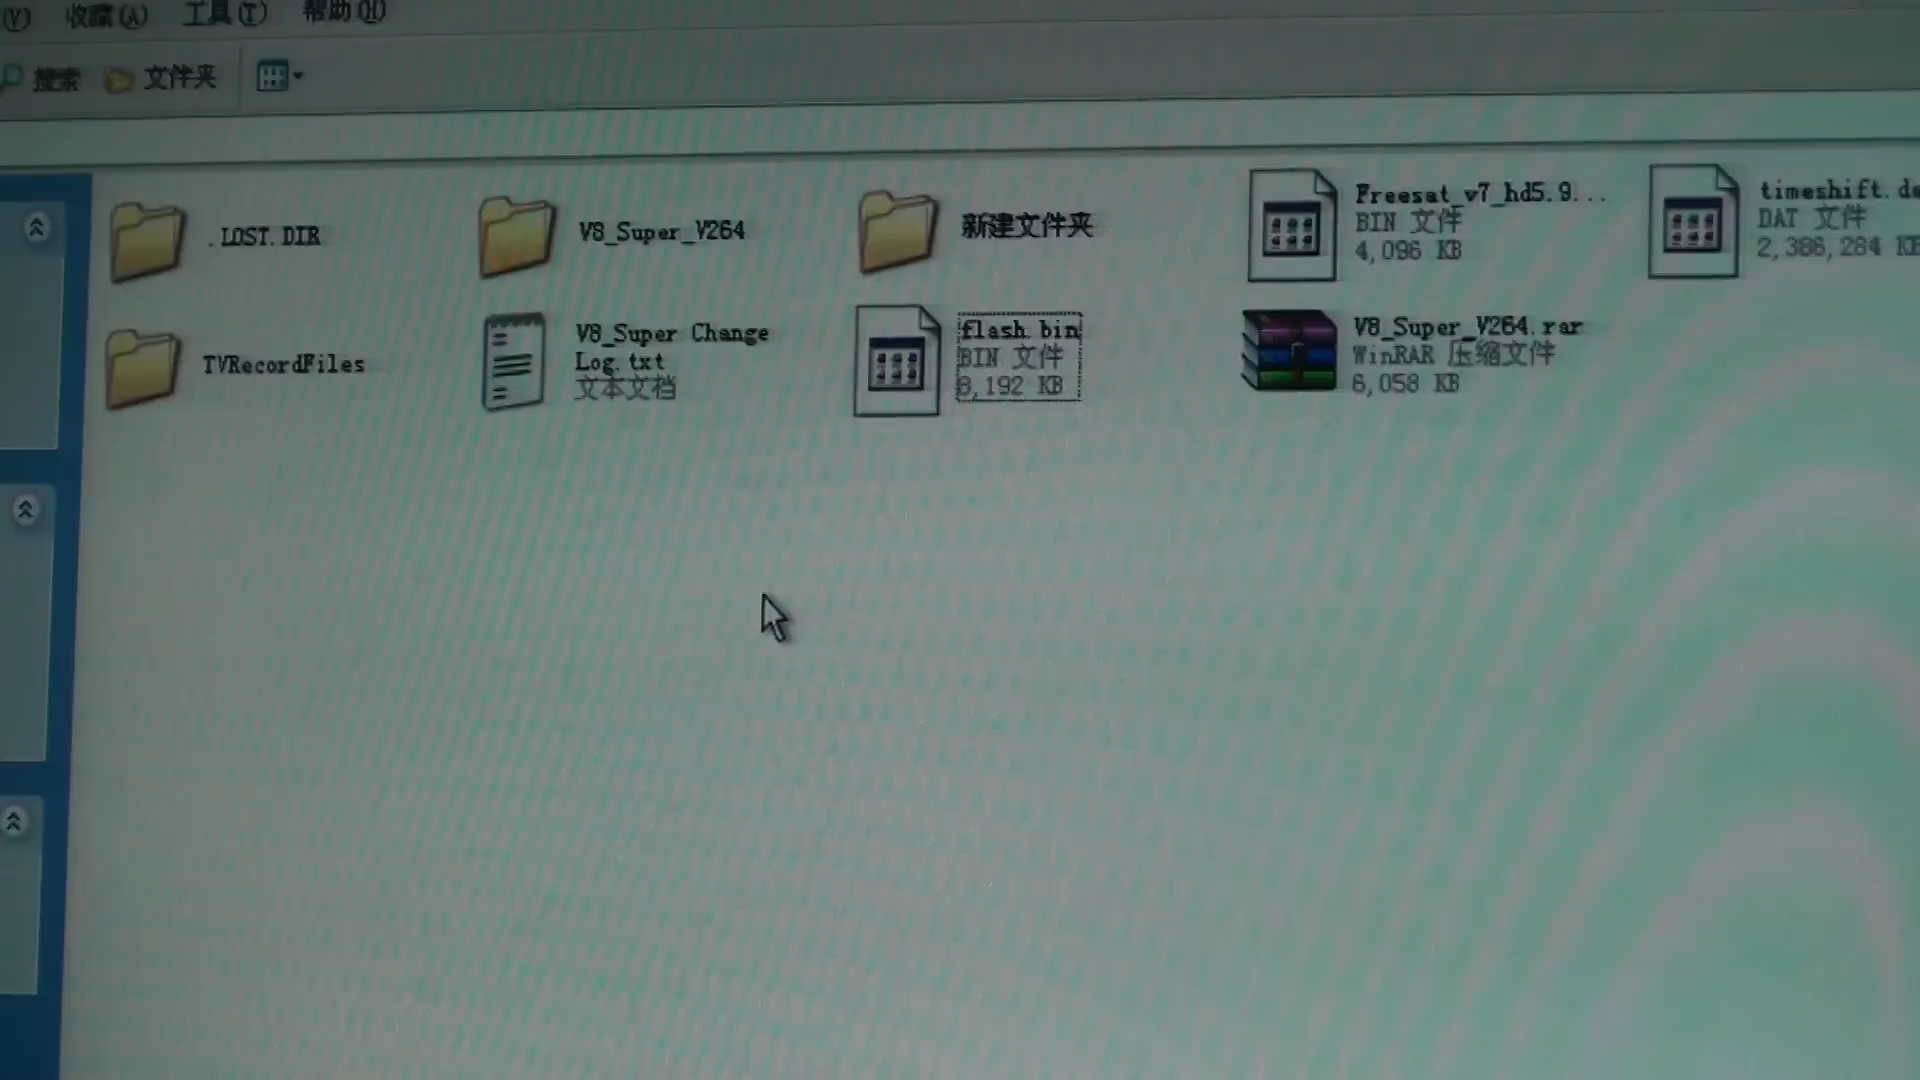 (V) 收藏(A) 工具(T) 帮助(H)
搜索 文件夹
.LOST.DIR
V8_Super_V264
新建文件夹
Freesat_v7_hd5.9...
BIN 文件
4,096 KB
timeshift.da
DAT 文件
2,386,284 KB
TVRecordFiles
V8_Super Change
Log.txt
文本文档
flash.bin
BIN 文件
8,192 KB
V8_Super_V264.rar
WinRAR 压缩文件
6,058 KB